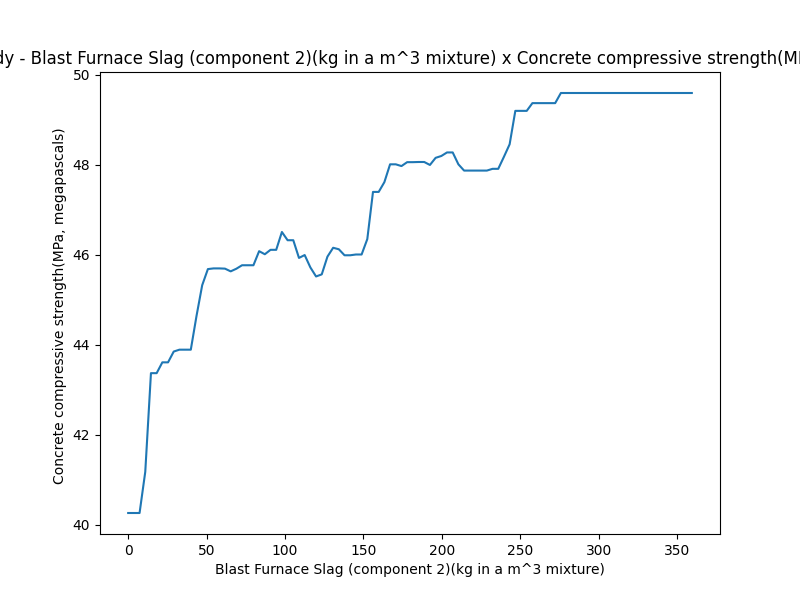 - Blast Furnace Slag (component 2)(kg in a m^3 mixture) x Concrete compressive strength(
50
48
46
44
42
40
Concrete compressive strength(MPa, megapascals)
0 50 100 150 200 250 300 350
Blast Furnace Slag (component 2)(kg in a m^3 mixture)